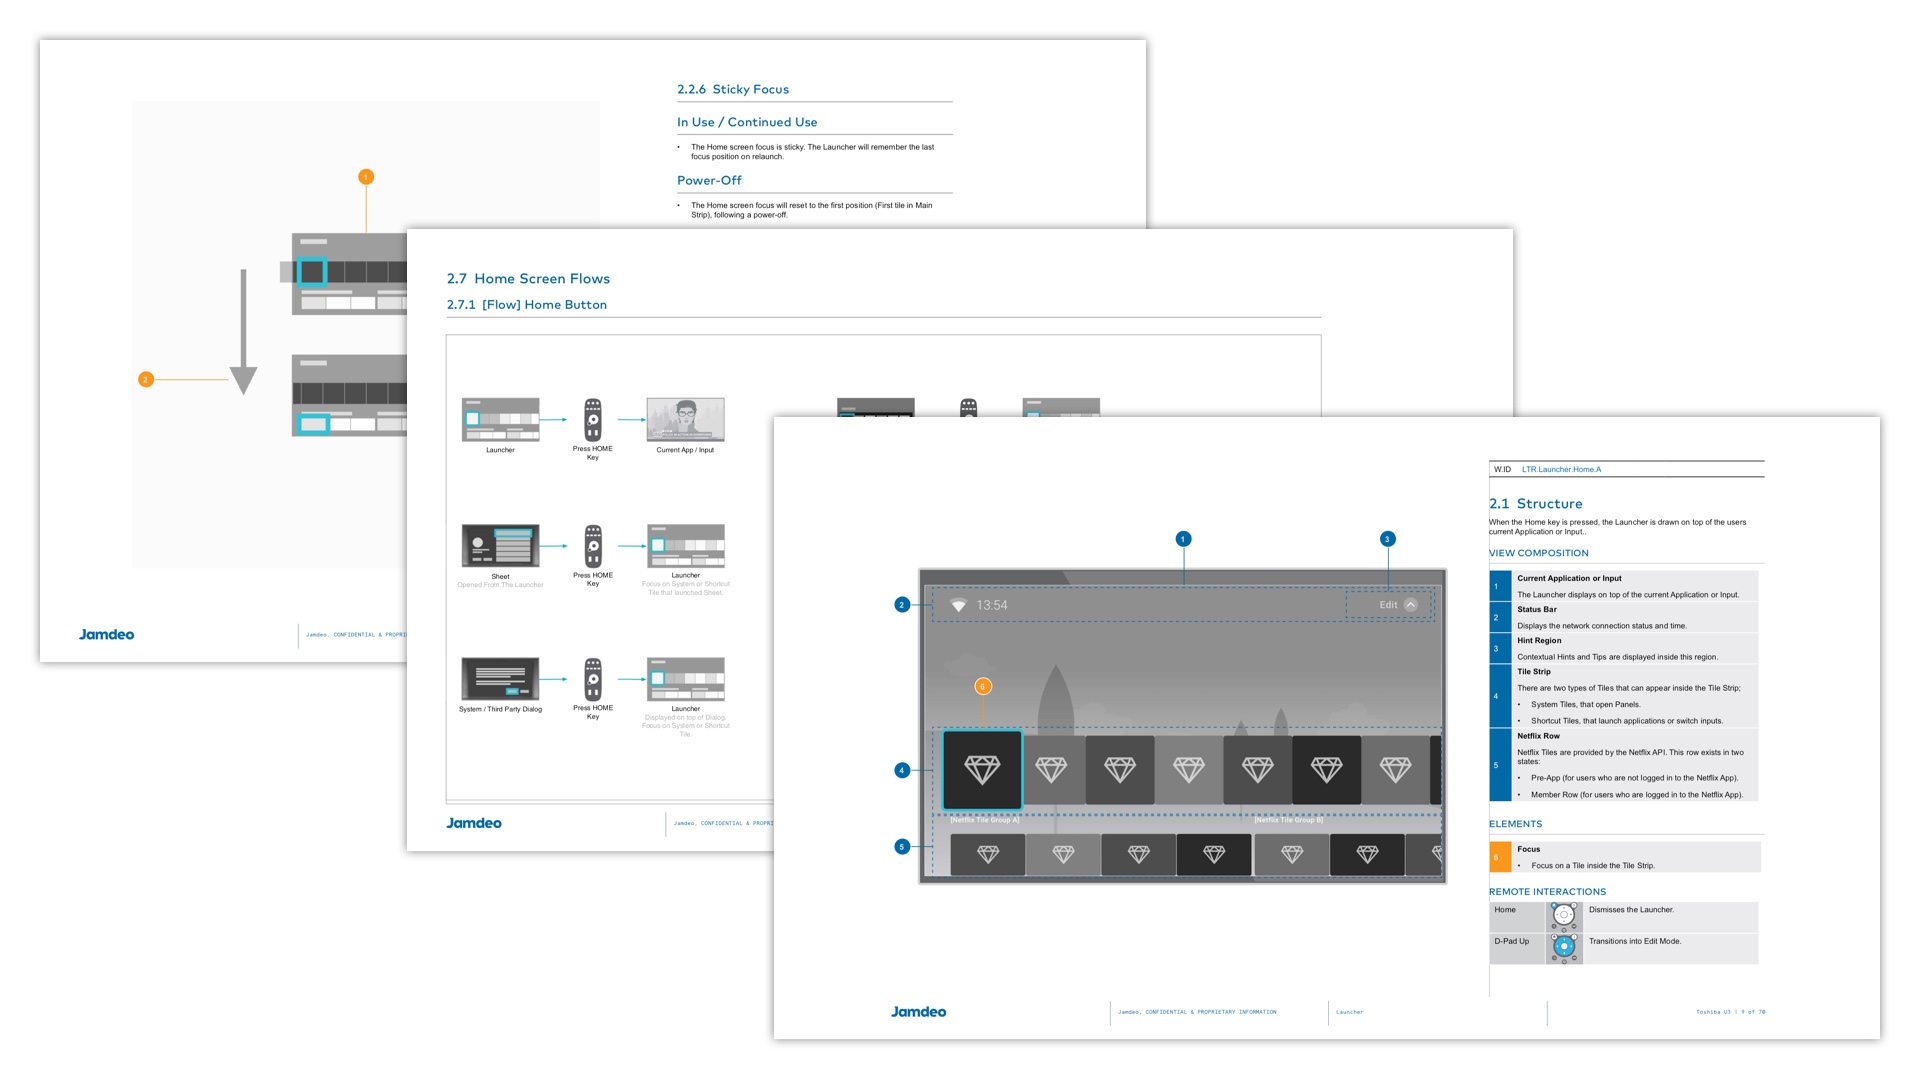 2.2.6 Sticky Focus
In Use / Continued Use
• The Home screen focus is sticky. The Launcher will remember the last
focus position on relaunch.
Power-Off
• The Home screen focus will reset to the first position (First tile in Main
Strip), following a power-off.
1
2
Jamdeo
Jamdeo, CONFIDENTIAL & PROPRI
2.7 Home Screen Flows
2.7.1 [Flow] Home Button
Launcher
Press HOME
Key
Current App / Input
Sheet
Opened From The Launcher
Press HOME
Key
Launcher
Focus on System or Shortcut
Tile that launched Sheet.
System / Third Party Dialog
Press HOME
Key
Launcher
Displayed on top of Dialog.
Focus on System or Shortcut
Tile.
Jamdeo
Jamdeo, CONFIDENTIAL & PROPRI
1
3
2
13:54
Edit
6
4
[Netflix Tile Group A]
[Netflix Tile Group B]
5
W.ID LTR.Launcher.Home.A
2.1 Structure
When the Home key is pressed, the Launcher is drawn on top of the users
current Application or Input..
VIEW COMPOSITION
1
Current Application or Input
The Launcher displays on top of the current Application or Input.
2
Status Bar
Displays the network connection status and time.
3
Hint Region
Contextual Hints and Tips are displayed inside this region.
4
Tile Strip
There are two types of Tiles that can appear inside the Tile Strip;
• System Tiles, that open Panels.
• Shortcut Tiles, that launch applications or switch inputs.
5
Netflix Row
Netflix Tiles are provided by the Netflix API. This row exists in two
states:
• Pre-App (for users who are not logged in to the Netflix App).
• Member Row (for users who are logged in to the Netflix App).
ELEMENTS
6
Focus
• Focus on a Tile inside the Tile Strip.
REMOTE INTERACTIONS
Home
Dismisses the Launcher.
D-Pad Up
Transitions into Edit Mode.
Jamdeo
Jamdeo, CONFIDENTIAL & PROPRIETARY INFORMATION
Launcher
Toshiba U3 | 9 of 70